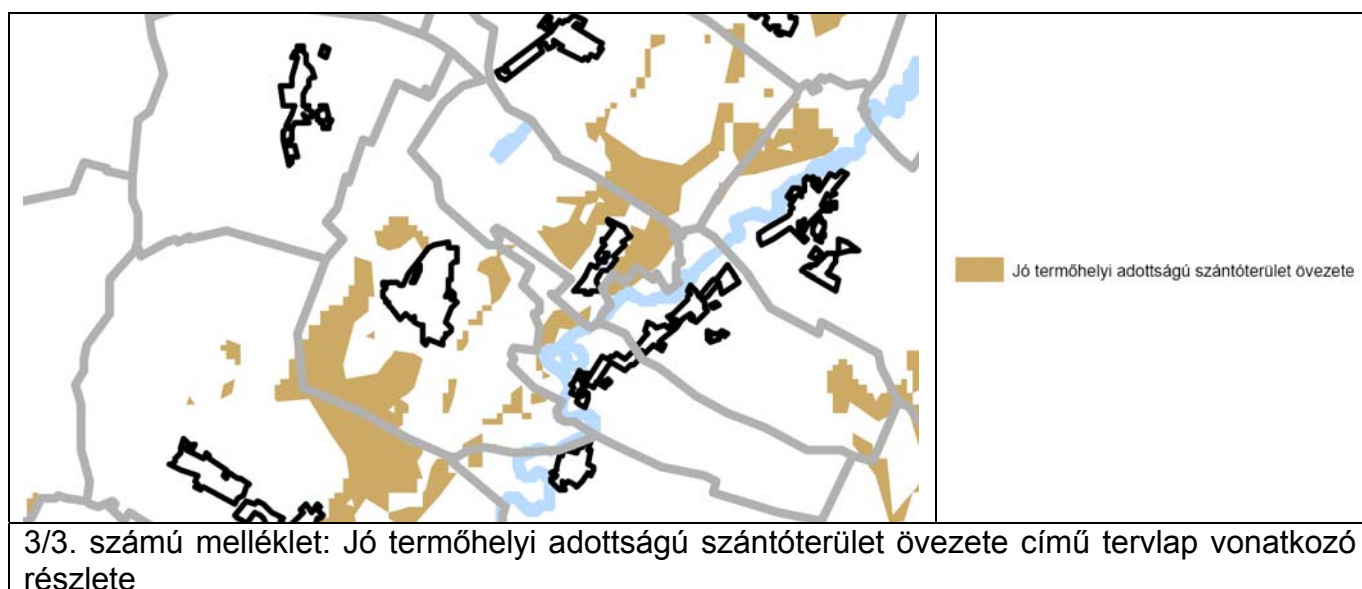 Jó termőhelyi adottságú szántóterület övezete
3/3. számú melléklet: Jó termőhelyi adottságú szántóterület övezete című tervlap vonatkozó
részlete